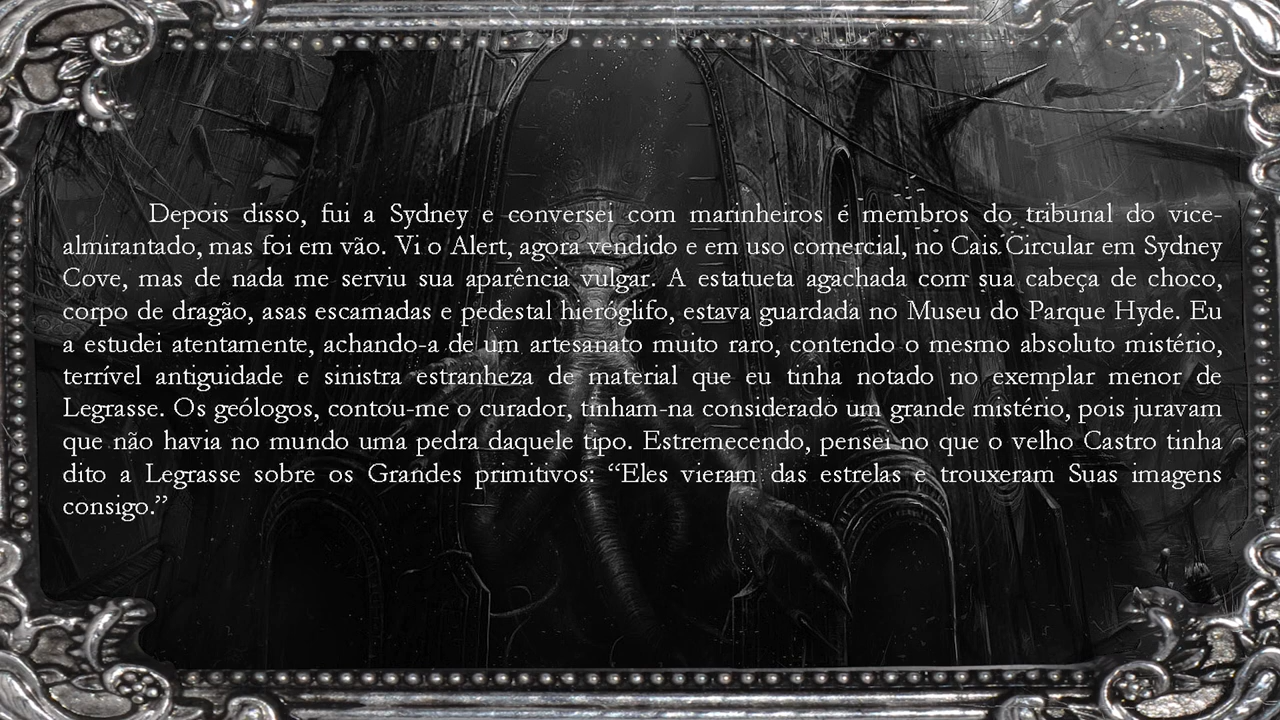 Depois disso, fui a Sydney e conversei com marinheiros e membros do tribunal do vice-
almirantado, mas foi em vão. Vi o Alert, agora vendido e em uso comercial, no Cais Circular em Sydney
Cove, mas de nada me serviu sua aparência vulgar. A estatueta agachada com sua cabeça de choco,
corpo de dragão, asas escamadas e pedestal hieróglifo, estava guardada no Museu do Parque Hyde. Eu
a estudei atentamente, achando-a de um artesanato muito raro, contendo o mesmo absoluto mistério,
terrível antiguidade e sinistra estranheza de material que eu tinha notado no exemplar menor de
Legrasse. Os geólogos, contou-me o curador, tinham-na considerado um grande mistério, pois juravam
que não havia no mundo uma pedra daquele tipo. Estremecendo, pensei no que o velho Castro tinha
dito a Legrasse sobre os Grandes primitivos: “Eles vieram das estrelas e trouxeram Suas imagens
consigo.”